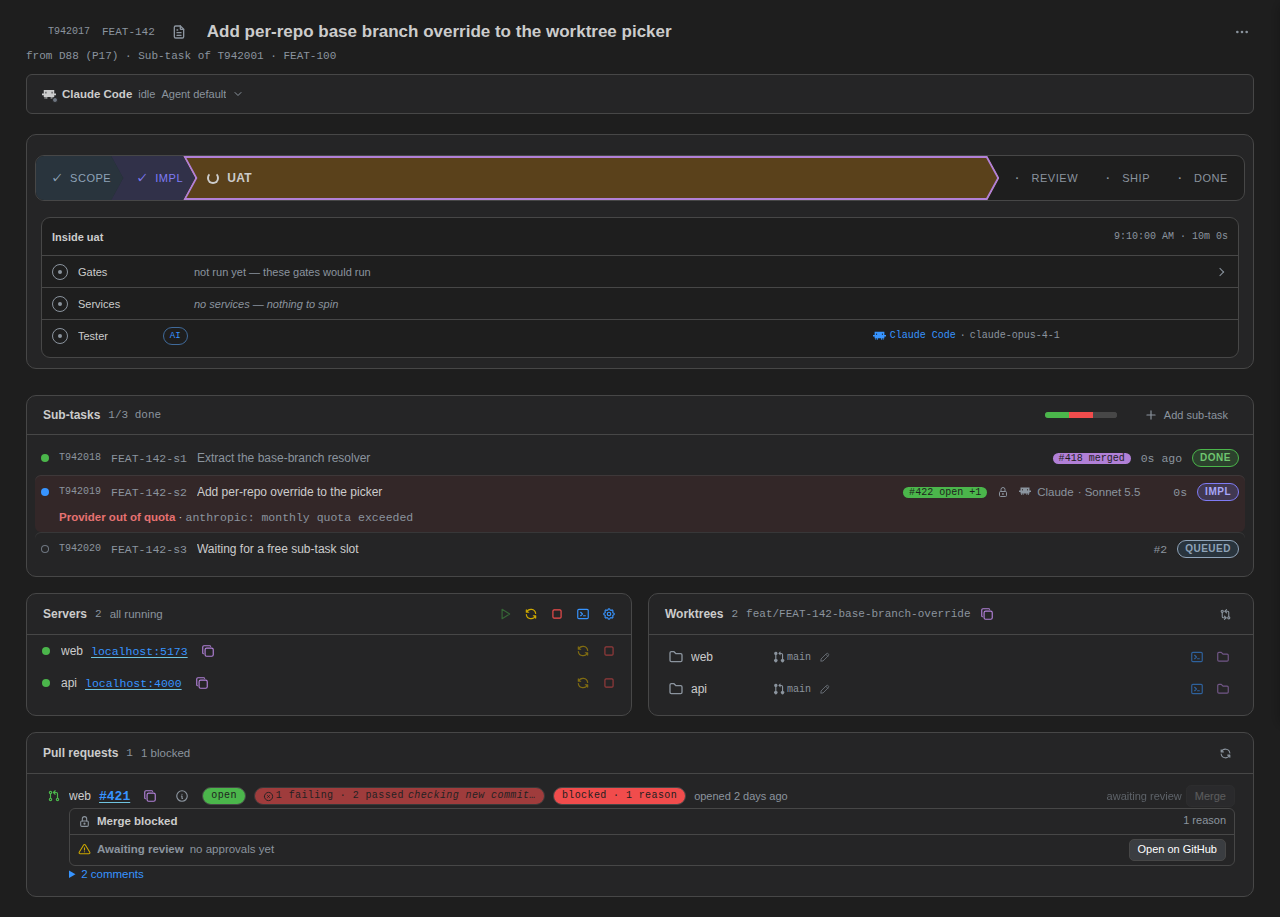 T942017 FEAT-142 Add per-repo base branch override to the worktree picker
from D88 (P17) · Sub-task of T942001 · FEAT-100
Claude Code idle Agent default
SCOPE IMPL UAT REVIEW SHIP DONE
Inside uat 9:10:00 AM · 10m 0s
Gates not run yet — these gates would run
Services no services — nothing to spin
Tester AI Claude Code · claude-opus-4-1
Sub-tasks 1/3 done Add sub-task
T942018 FEAT-142-s1 Extract the base-branch resolver #418 merged 0s ago DONE
T942019 FEAT-142-s2 Add per-repo override to the picker #422 open +1 Claude · Sonnet 5.5 0s IMPL
Provider out of quota · anthropic: monthly quota exceeded
T942020 FEAT-142-s3 Waiting for a free sub-task slot #2 QUEUED
Servers 2 all running
web localhost:5173
api localhost:4000
Worktrees 2 feat/FEAT-142-base-branch-override
web main
api main
Pull requests 1 1 blocked
web #421 open 1 failing · 2 passed checking new commit… blocked · 1 reason opened 2 days ago awaiting review Merge
Merge blocked 1 reason
Awaiting review no approvals yet Open on GitHub
2 comments